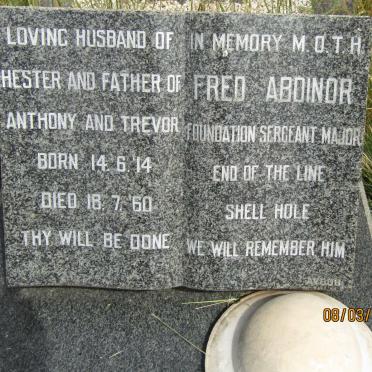 LOVING HUSBAND OF
HESTER AND FATHER OF
ANTHONY AND TREVOR
BORN 14.6.14
DIED 18.7.60
THY WILL BE DONE
IN MEMORY M.O.T.H.
FRED ABDINOR
FOUNDATION SERGEANT MAJOR
END OF THE LINE
SHELL HOLE
WE WILL REMEMBER HIM
08/03/